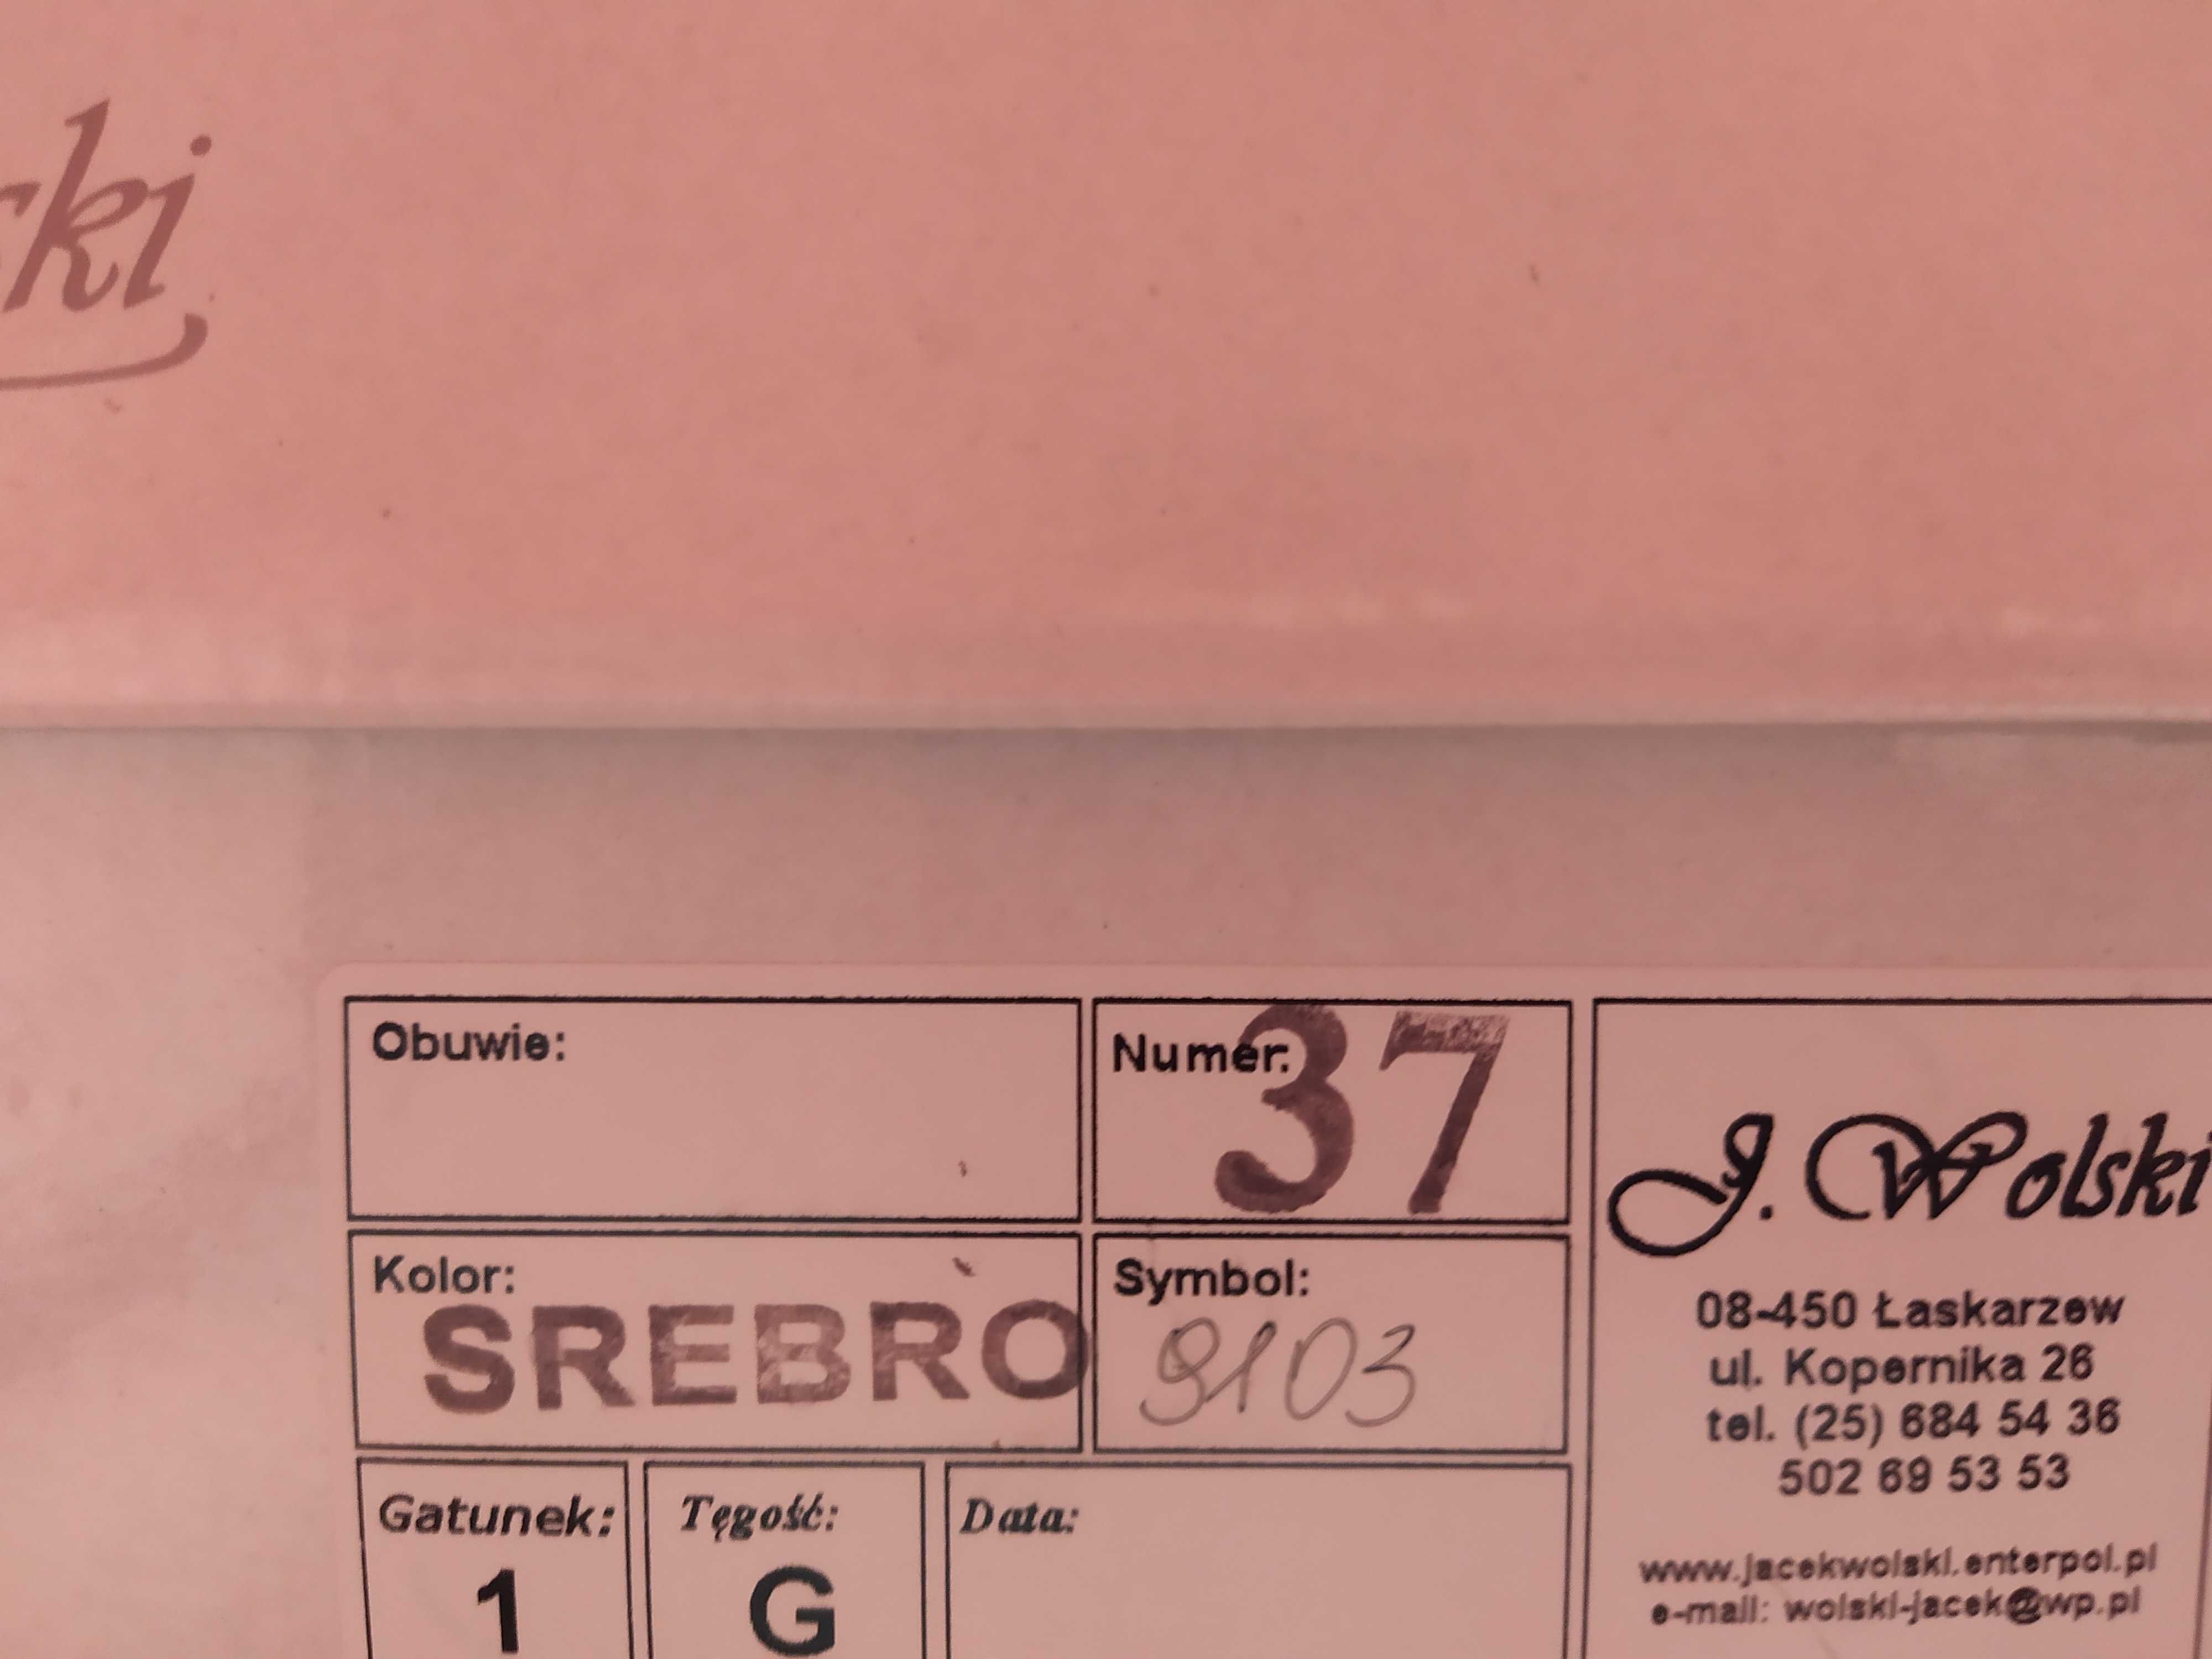 ski
Obuwie:
Numer: 37
J. Wolski
Kolor: SREBRO
Symbol: 9103
08-450 Łaskarzew
ul. Kopernika 26
tel. (25) 684 54 36
502 69 53 53
Gatunek: 1
Tęgość: G
Data:
www.jacekwolski.enterpol.pl
e-mail: wolski-jacek@wp.pl